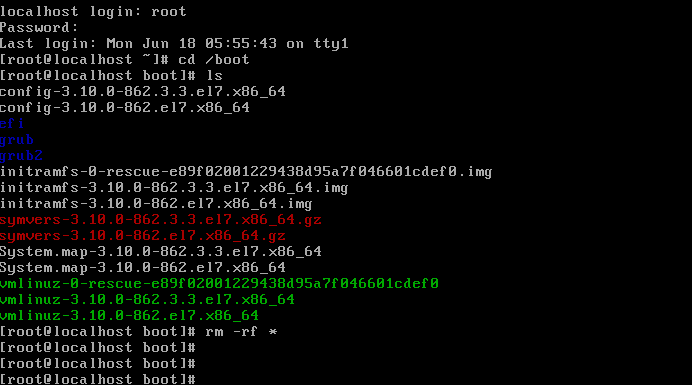 localhost login: root
Password:
Last login: Mon Jun 18 05:55:43 on tty1
[root@localhost ~]# cd /boot
[root@localhost boot]# ls
config-3.10.0-862.3.3.el7.x86_64
config-3.10.0-862.el7.x86_64
efi
grub
grub2
initramfs-0-rescue-e89f02001229438d95a7f046601cdef0.img
initramfs-3.10.0-862.3.3.el7.x86_64.img
initramfs-3.10.0-862.el7.x86_64.img
symvers-3.10.0-862.3.3.el7.x86_64.gz
symvers-3.10.0-862.el7.x86_64.gz
System.map-3.10.0-862.3.3.el7.x86_64
System.map-3.10.0-862.el7.x86_64
vmlinuz-0-rescue-e89f02001229438d95a7f046601cdef0
vmlinuz-3.10.0-862.3.3.el7.x86_64
vmlinuz-3.10.0-862.el7.x86_64
[root@localhost boot]# rm -rf *
[root@localhost boot]#
[root@localhost boot]#
[root@localhost boot]#